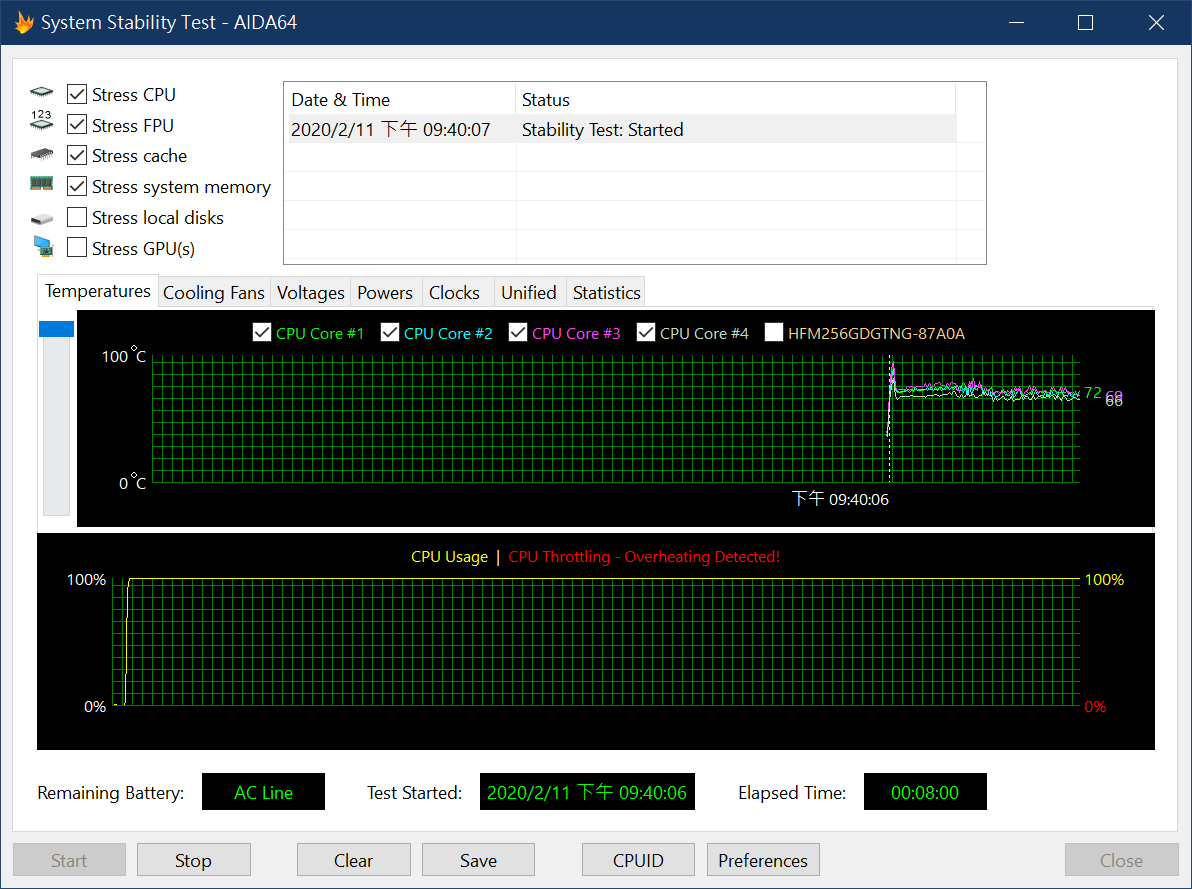 System Stability Test - AIDA64
Stress CPU
Stress FPU
Stress cache
Stress system memory
Stress local disks
Stress GPU(s)
123
Date & Time Status
2020/2/11 下午 09:40:07 Stability Test: Started
Temperatures Cooling Fans Voltages Powers Clocks Unified Statistics
CPU Core #1 CPU Core #2 CPU Core #3 CPU Core #4 HFM256GDGTNG-87A0A
100 °C
72
66
0 °C
下午 09:40:06
CPU Usage | CPU Throttling - Overheating Detected!
100% 100%
0% 0%
Remaining Battery: AC Line Test Started: 2020/2/11 下午 09:40:06 Elapsed Time: 00:08:00
Start Stop Clear Save CPUID Preferences Close